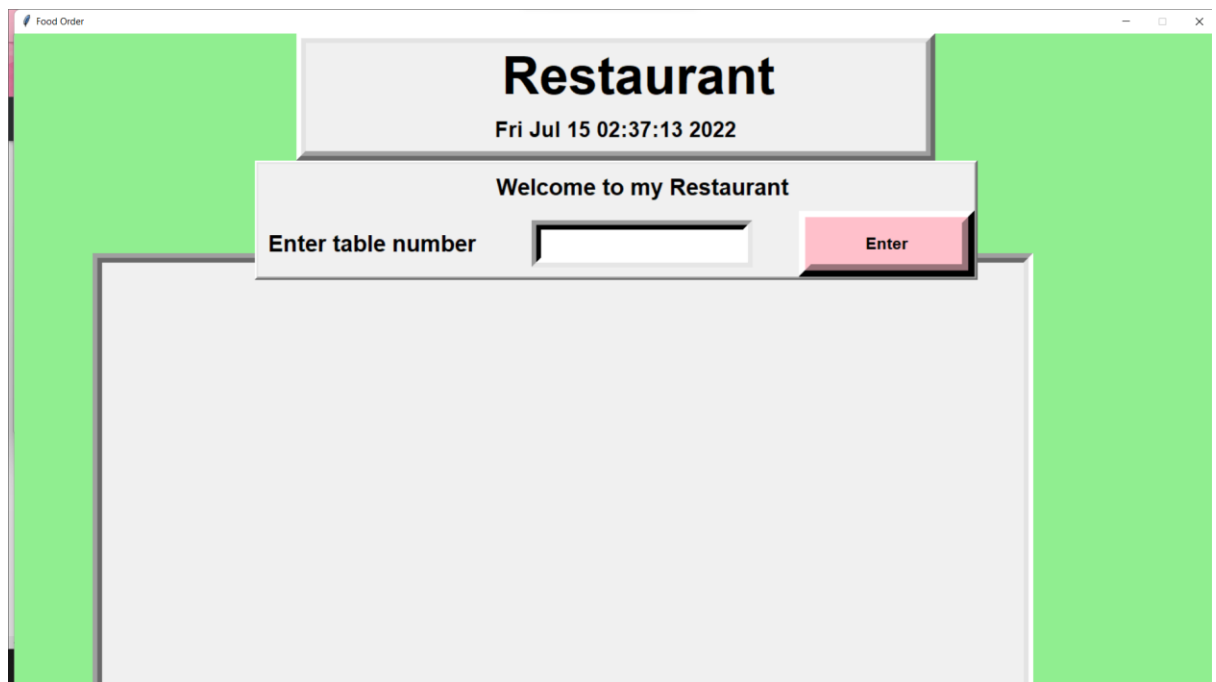 Food Order
Restaurant
Fri Jul 15 02:37:13 2022
Welcome to my Restaurant
Enter table number
Enter